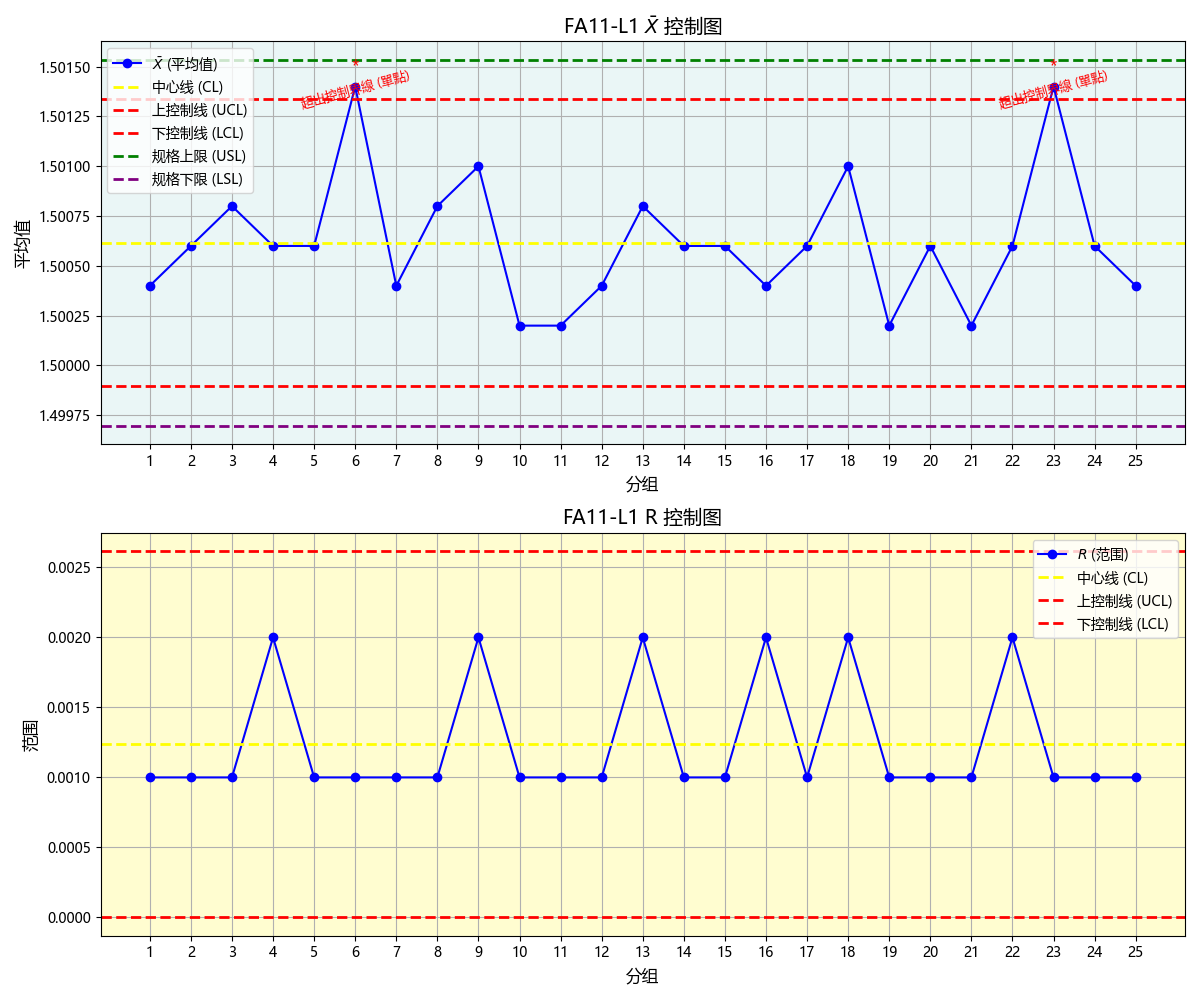 FA11-L1 X̄ 控制图
X̄ (平均值)
中心线 (CL)
上控制线 (UCL)
下控制线 (LCL)
规格上限 (USL)
规格下限 (LSL)
*
超出控制界線 (單點)
*
超出控制界線 (單點)
平均值
1.50150
1.50125
1.50100
1.50075
1.50050
1.50025
1.50000
1.49975
1 2 3 4 5 6 7 8 9 10 11 12 13 14 15 16 17 18 19 20 21 22 23 24 25
分组
FA11-L1 R 控制图
R (范围)
中心线 (CL)
上控制线 (UCL)
下控制线 (LCL)
范围
0.0025
0.0020
0.0015
0.0010
0.0005
0.0000
1 2 3 4 5 6 7 8 9 10 11 12 13 14 15 16 17 18 19 20 21 22 23 24 25
分组